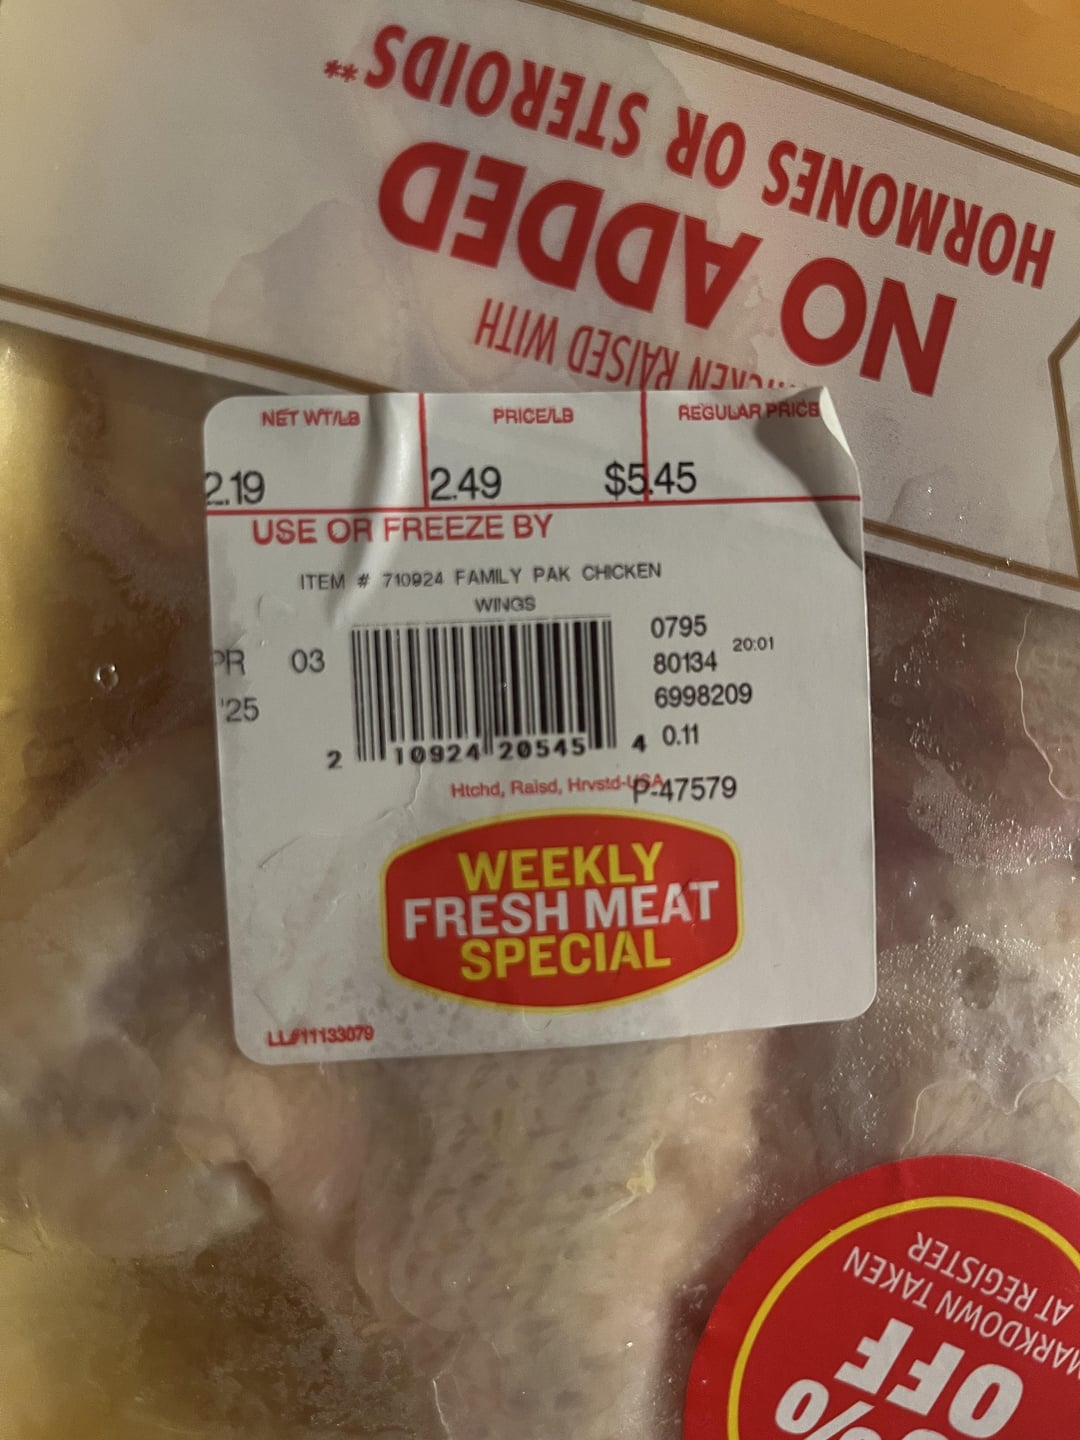 NO ADDED
HORMONES OR STEROIDS**
RAISED WITH
NET WT/LB PRICE/LB REGULAR PRICE
2.19 2.49 $5.45
USE OR FREEZE BY
ITEM # 710924 FAMILY PAK CHICKEN
WINGS
PR 03
'25
0795
20:01
80134
6998209
0.11
2 10924 20545 4
Htchd, Raisd, Hrvstd-USA
P-47579
WEEKLY
FRESH MEAT
SPECIAL
LL#11133079
% OFF
MARKDOWN TAKEN
AT REGISTER